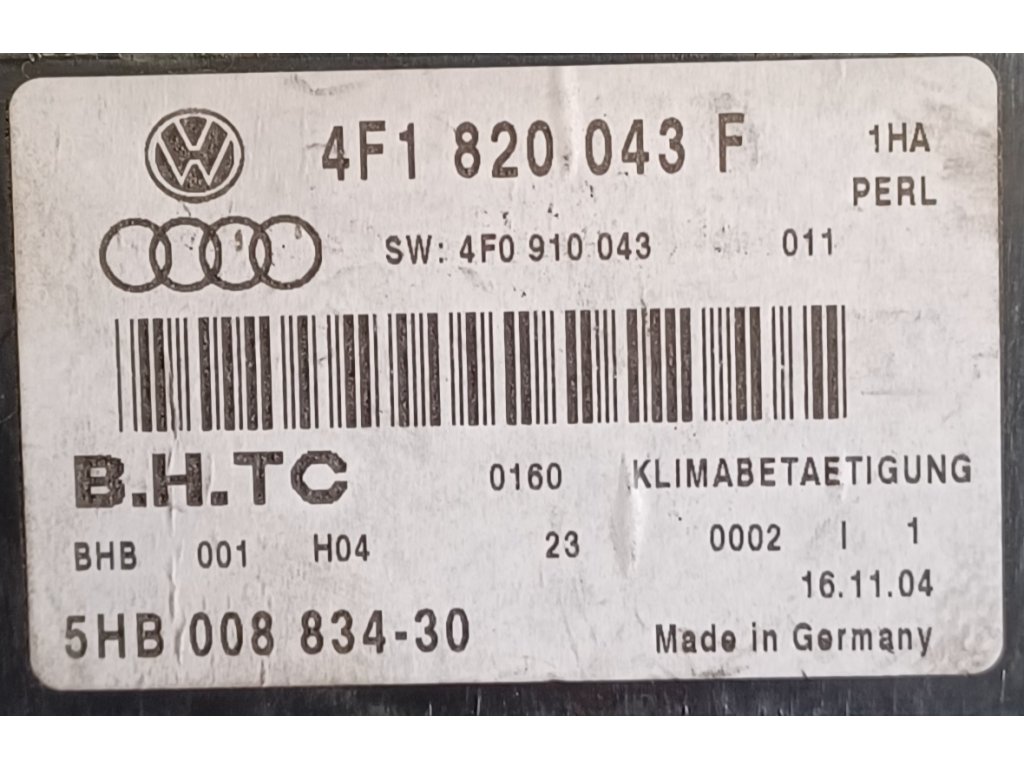 4F1 820 043 F 1HA
PERL
SW: 4F0 910 043 011
B.H.TC 0160 KLIMABETAETIGUNG
BHB 001 H04 23 0002 I 1
16.11.04
5HB 008 834-30 Made in Germany